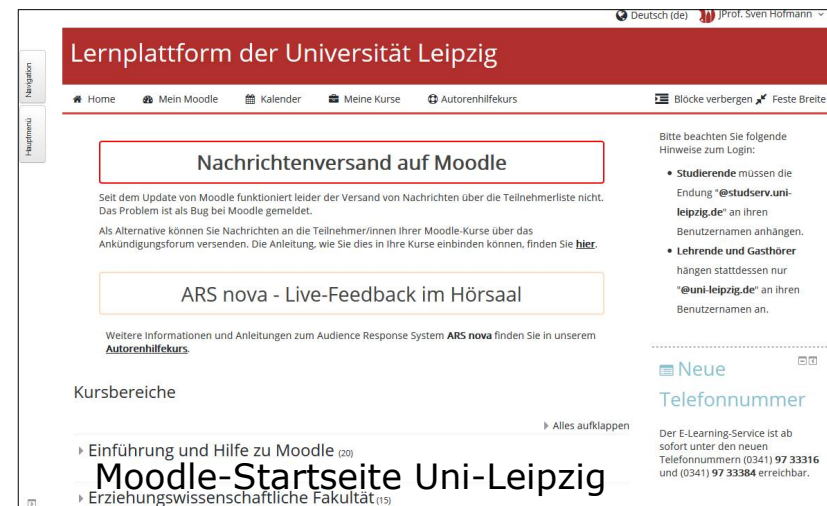 Deutsch (de) JProf. Sven Hofmann
Lernplattform der Universität Leipzig
Navigation
Hauptmenü
Home Mein Moodle Kalender Meine Kurse Autorenhilfekurs Blöcke verbergen Feste Breite
Nachrichtenversand auf Moodle
Seit dem Update von Moodle funktioniert leider der Versand von Nachrichten über die Teilnehmerliste nicht.
Das Problem ist als Bug bei Moodle gemeldet.
Als Alternative können Sie Nachrichten an die Teilnehmer/innen Ihrer Moodle-Kurse über das
Ankündigungsforum versenden. Die Anleitung, wie Sie dies in Ihre Kurse einbinden können, finden Sie hier.
ARS nova - Live-Feedback im Hörsaal
Weitere Informationen und Anleitungen zum Audience Response System ARS nova finden Sie in unserem
Autorenhilfekurs.
Kursbereiche
Alles aufklappen
Einführung und Hilfe zu Moodle (20)
Moodle-Startseite Uni-Leipzig
Erziehungswissenschaftliche Fakultät (15)
Bitte beachten Sie folgende
Hinweise zum Login:
• Studierende müssen die
Endung "@studserv.uni-
leipzig.de" an ihren
Benutzernamen anhängen.
• Lehrende und Gasthörer
hängen stattdessen nur
"@uni-leipzig.de" an ihren
Benutzernamen an.
Neue
Telefonnummer
Der E-Learning-Service ist ab
sofort unter den neuen
Telefonnummern (0341) 97 33316
und (0341) 97 33384 erreichbar.